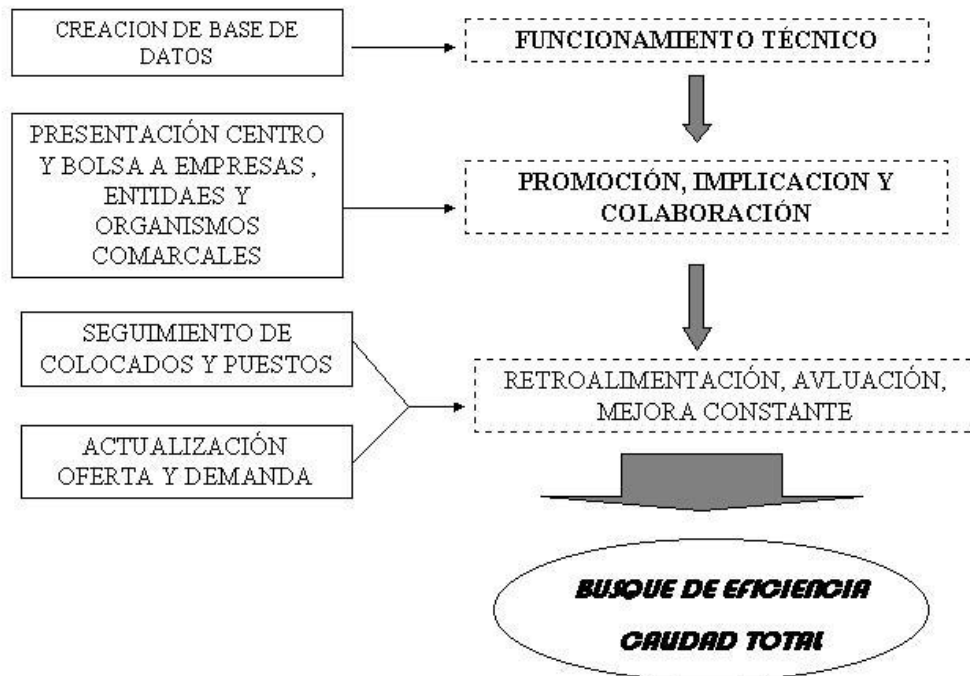 CREACION DE BASE DE
DATOS
FUNCIONAMIENTO TÉCNICO
PRESENTACIÓN CENTRO
Y BOLSA A EMPRESAS ,
ENTIDAES Y
ORGANISMOS
COMARCALES
PROMOCIÓN, IMPLICACION Y
COLABORACIÓN
SEGUIMIENTO DE
COLOCADOS Y PUESTOS
ACTUALIZACIÓN
OFERTA Y DEMANDA
RETROALIMENTACIÓN, AVLUACIÓN,
MEJORA CONSTANTE
BUSQUE DE EFICIENCIA
CALIDAD TOTAL